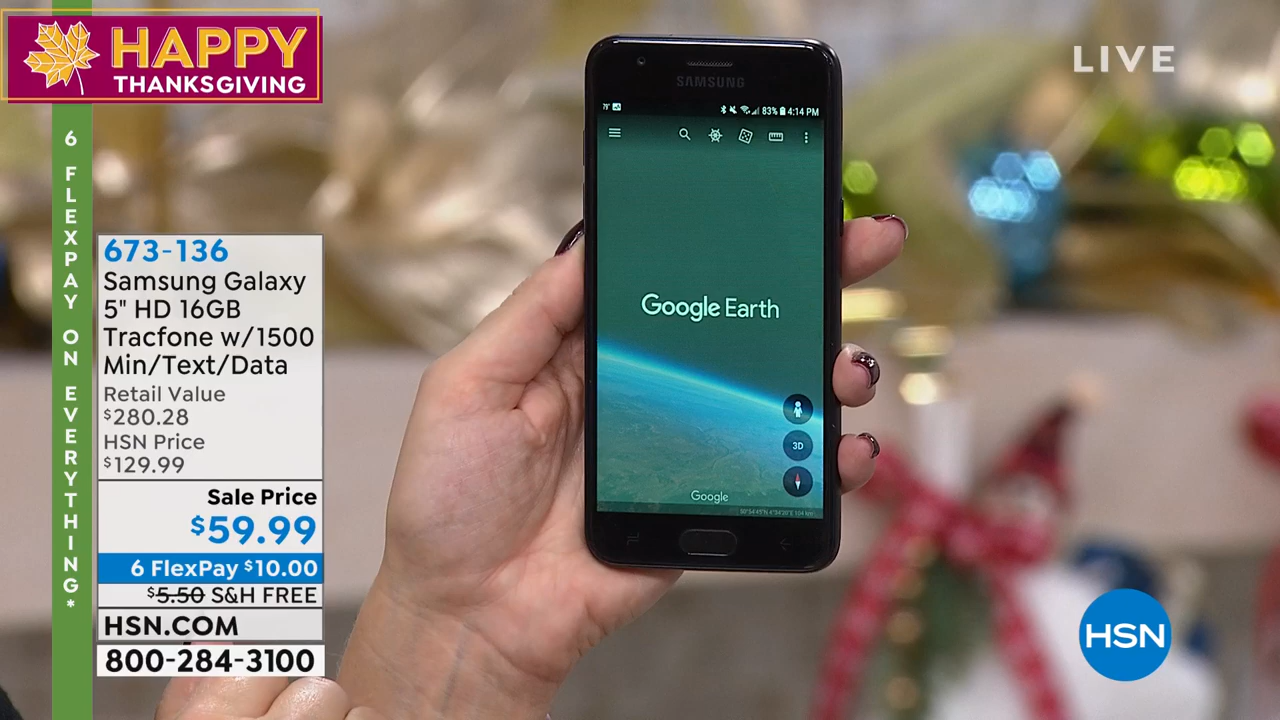 HAPPY
THANKSGIVING
LIVE
6 FLEXPAY ON EVERYTHING*
673-136
Samsung Galaxy
5" HD 16GB
Tracfone w/1500
Min/Text/Data
Retail Value
$280.28
HSN Price
$129.99
Sale Price
$59.99
6 FlexPay $10.00
$5.50 S&H FREE
HSN.COM
800-284-3100
SAMSUNG
83% 4:14 PM
Google Earth
3D
Google
HSN